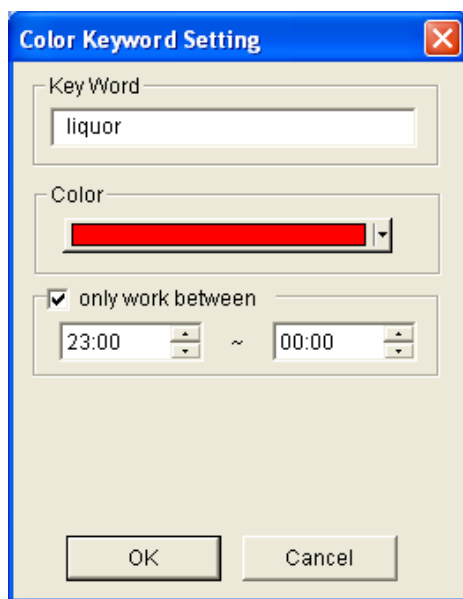 Color Keyword Setting
Key Word
liquor
Color
only work between
23:00 ~ 00:00
OK Cancel